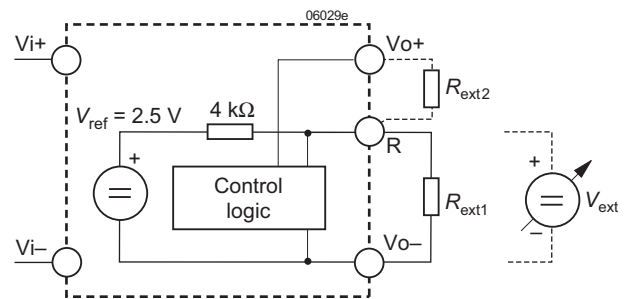 06029e
Vi+
Vo+
Rext2
Vref = 2.5 V
4 kΩ
R
+
Control
logic
Rext1
+
Vext
–
Vi–
Vo–